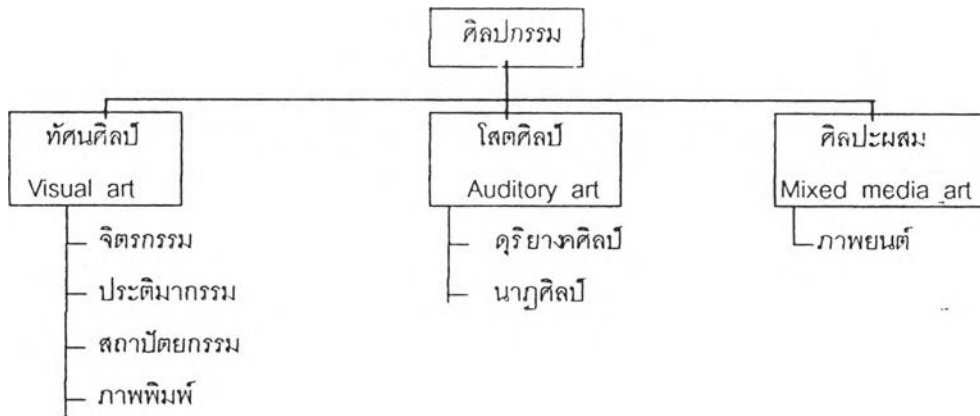 ศิลปกรรม
ทัศนศิลป์
Visual art
จิตรกรรม
ประติมากรรม
สถาปัตยกรรม
ภาพพิมพ์
โสตศิลป์
Auditory art
ดุริยางคศิลป์
นาฏศิลป์
ศิลปะผสม
Mixed media art
ภาพยนต์